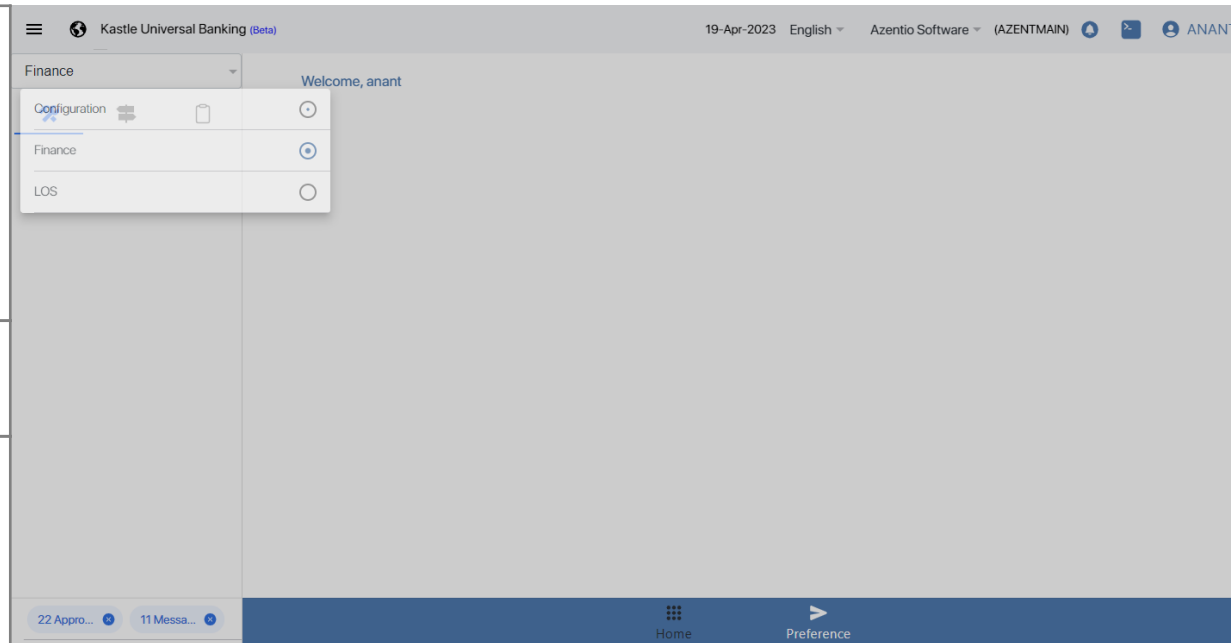 Kastle Universal Banking (Beta)
19-Apr-2023 English Azentio Software (AZENTMAIN) ANANT
Finance
Welcome, anant
Configuration
Finance
LOS
22 Appro... 11 Messa...
Home Preference